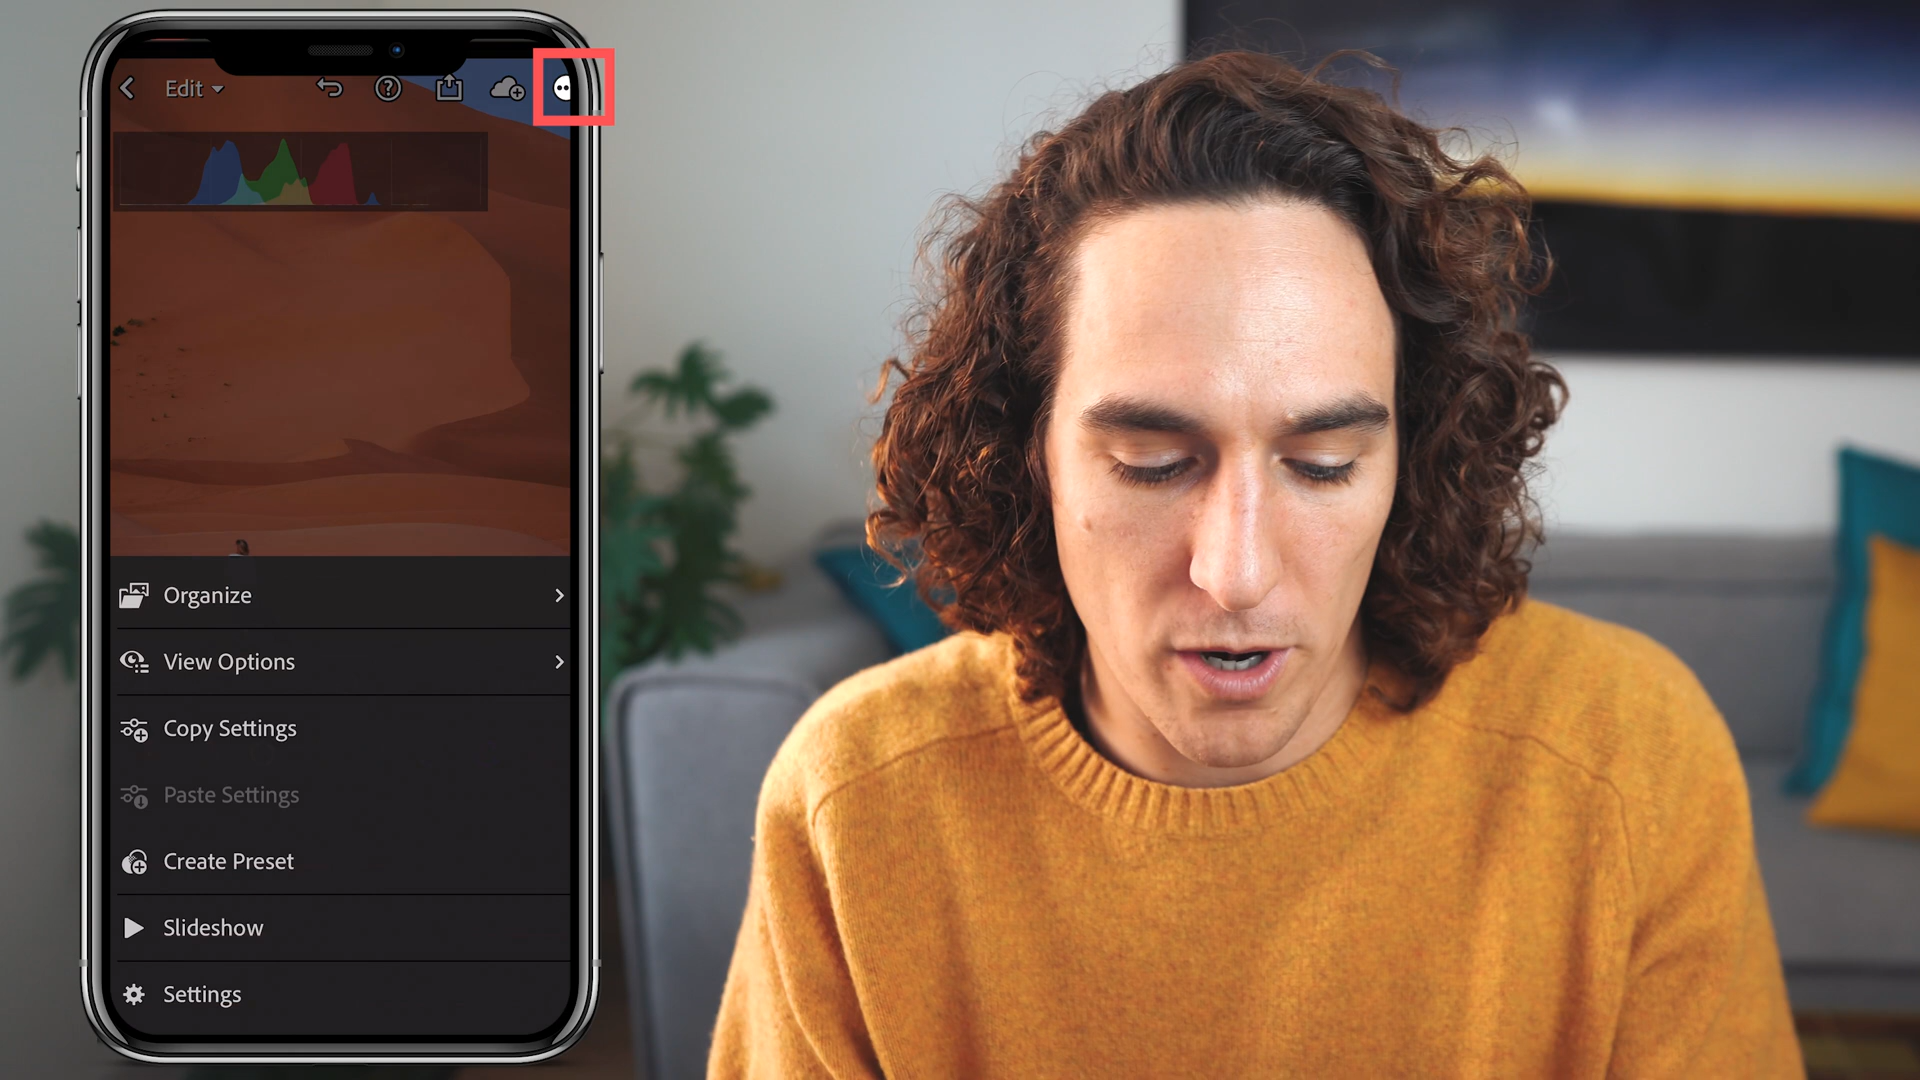 Edit
Organize
View Options
Copy Settings
Paste Settings
Create Preset
Slideshow
Settings